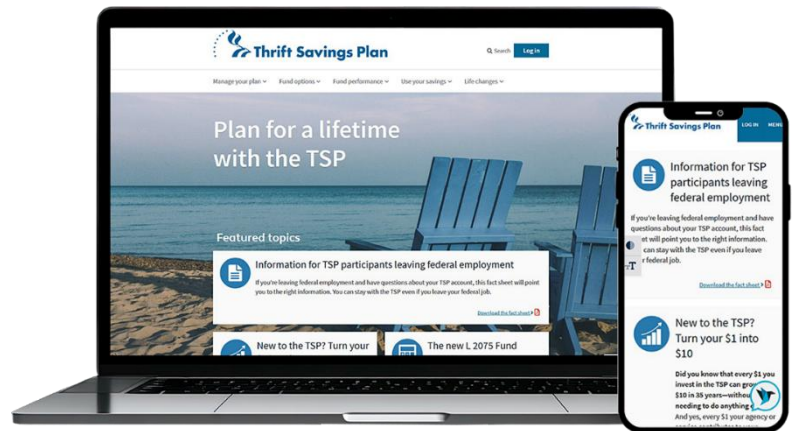 Thrift Savings Plan
Search
Log in
Manage your plan
Fund options
Fund performance
Use your savings
Life changes
Plan for a lifetime
with the TSP
Featured topics
Information for TSP participants leaving federal employment
If you're leaving federal employment and have questions about your TSP account, this fact sheet will point
you to the right information. You can stay with the TSP even if you leave your federal job.
Download the fact sheet
New to the TSP? Turn your
The new L 2075 Fund
Thrift Savings Plan
LOG IN
MENU
Information for TSP
participants leaving
federal employment
If you're leaving federal employment and have
questions about your TSP account, this fact
et will point you to the right information.
can stay with the TSP even if you leave
r federal job.
T
Download the fact sheet
New to the TSP?
Turn your $1 into
$10
Did you know that every $1 you
invest in the TSP can gro
$10 in 35 years—withou
needing to do anything
And yes, every $1 your agency or